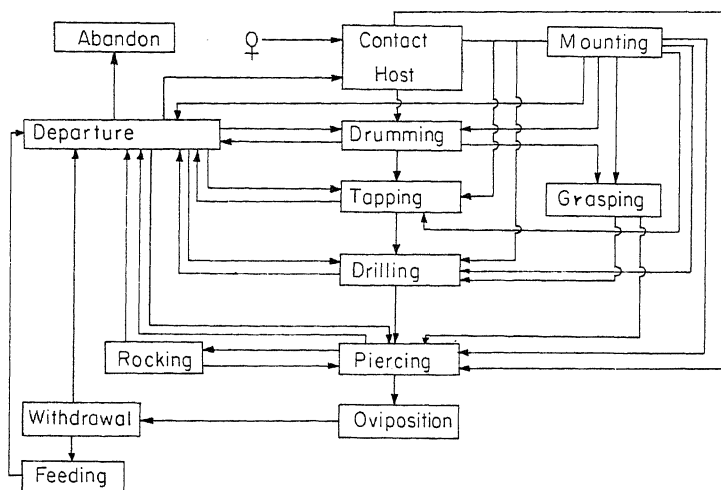 Abandon
♀
Contact
Host
Mounting
Departure
Drumming
Tapping
Grasping
Drilling
Rocking
Piercing
Withdrawal
Oviposition
Feeding